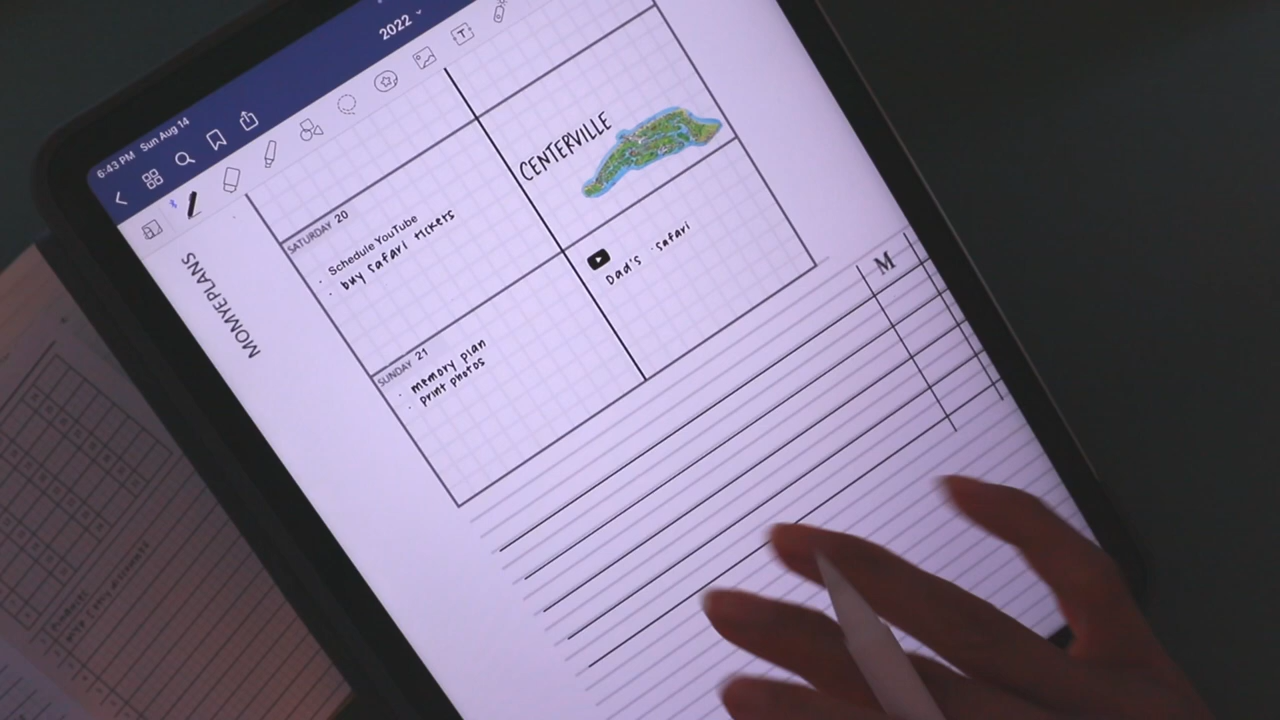 2022
6:43 PM Sun Aug 14
T
MOMIYEPLANS
SATURDAY 20
· Schedule YouTube
· buy safari tickets
CENTERVILLE
SUNDAY 21
· memory plan
· print photos
Dad's safari
M